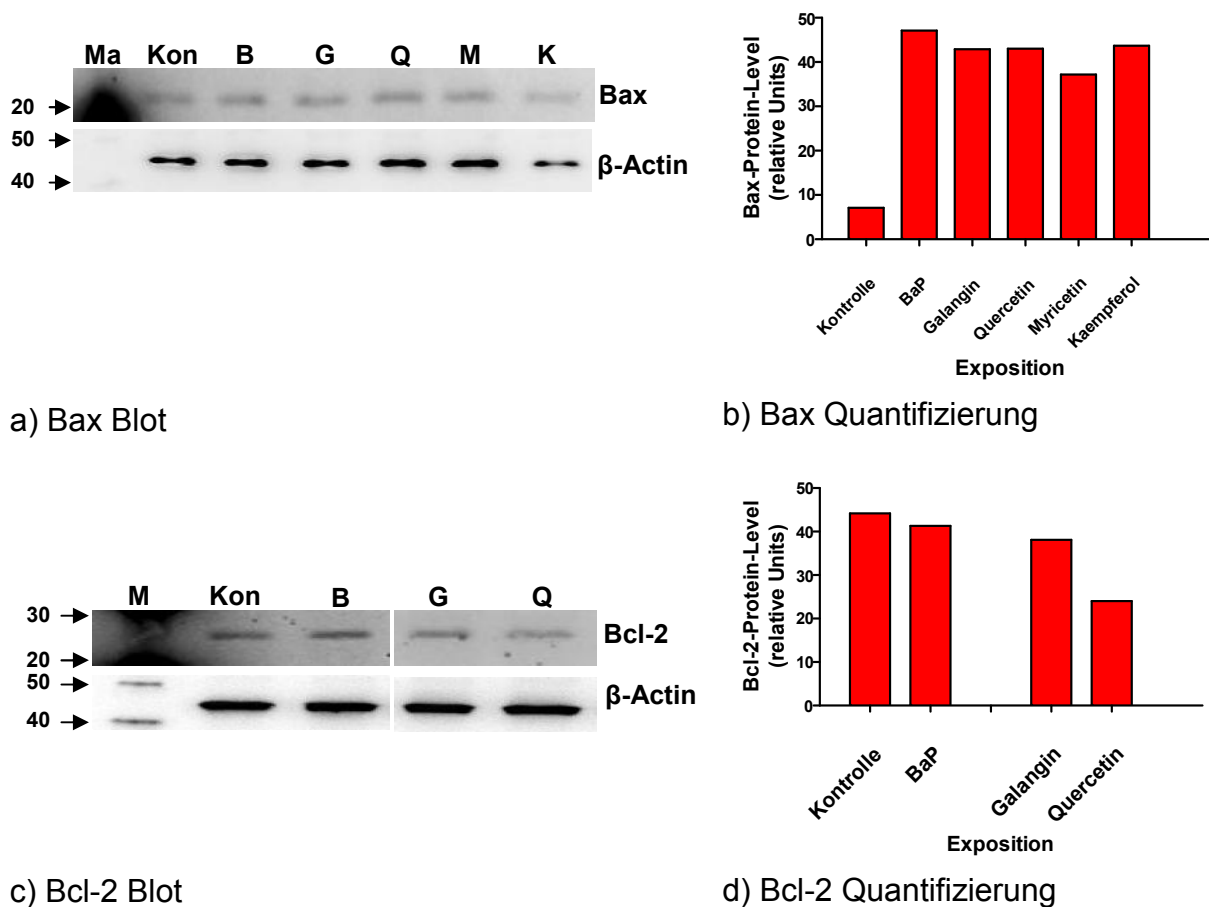 Ma Kon B G Q M K
20
Bax
50
40
β-Actin
a) Bax Blot
Bax-Protein-Level
(relative Units)
50
40
30
20
10
0
Kontrolle
BaP
Galangin
Quercetin
Myricetin
Kaempferol
Exposition
b) Bax Quantifizierung
M Kon B G Q
30
20
Bcl-2
50
40
β-Actin
c) Bcl-2 Blot
Bcl-2-Protein-Level
(relative Units)
50
40
30
20
10
0
Kontrolle
BaP
Galangin
Quercetin
Exposition
d) Bcl-2 Quantifizierung